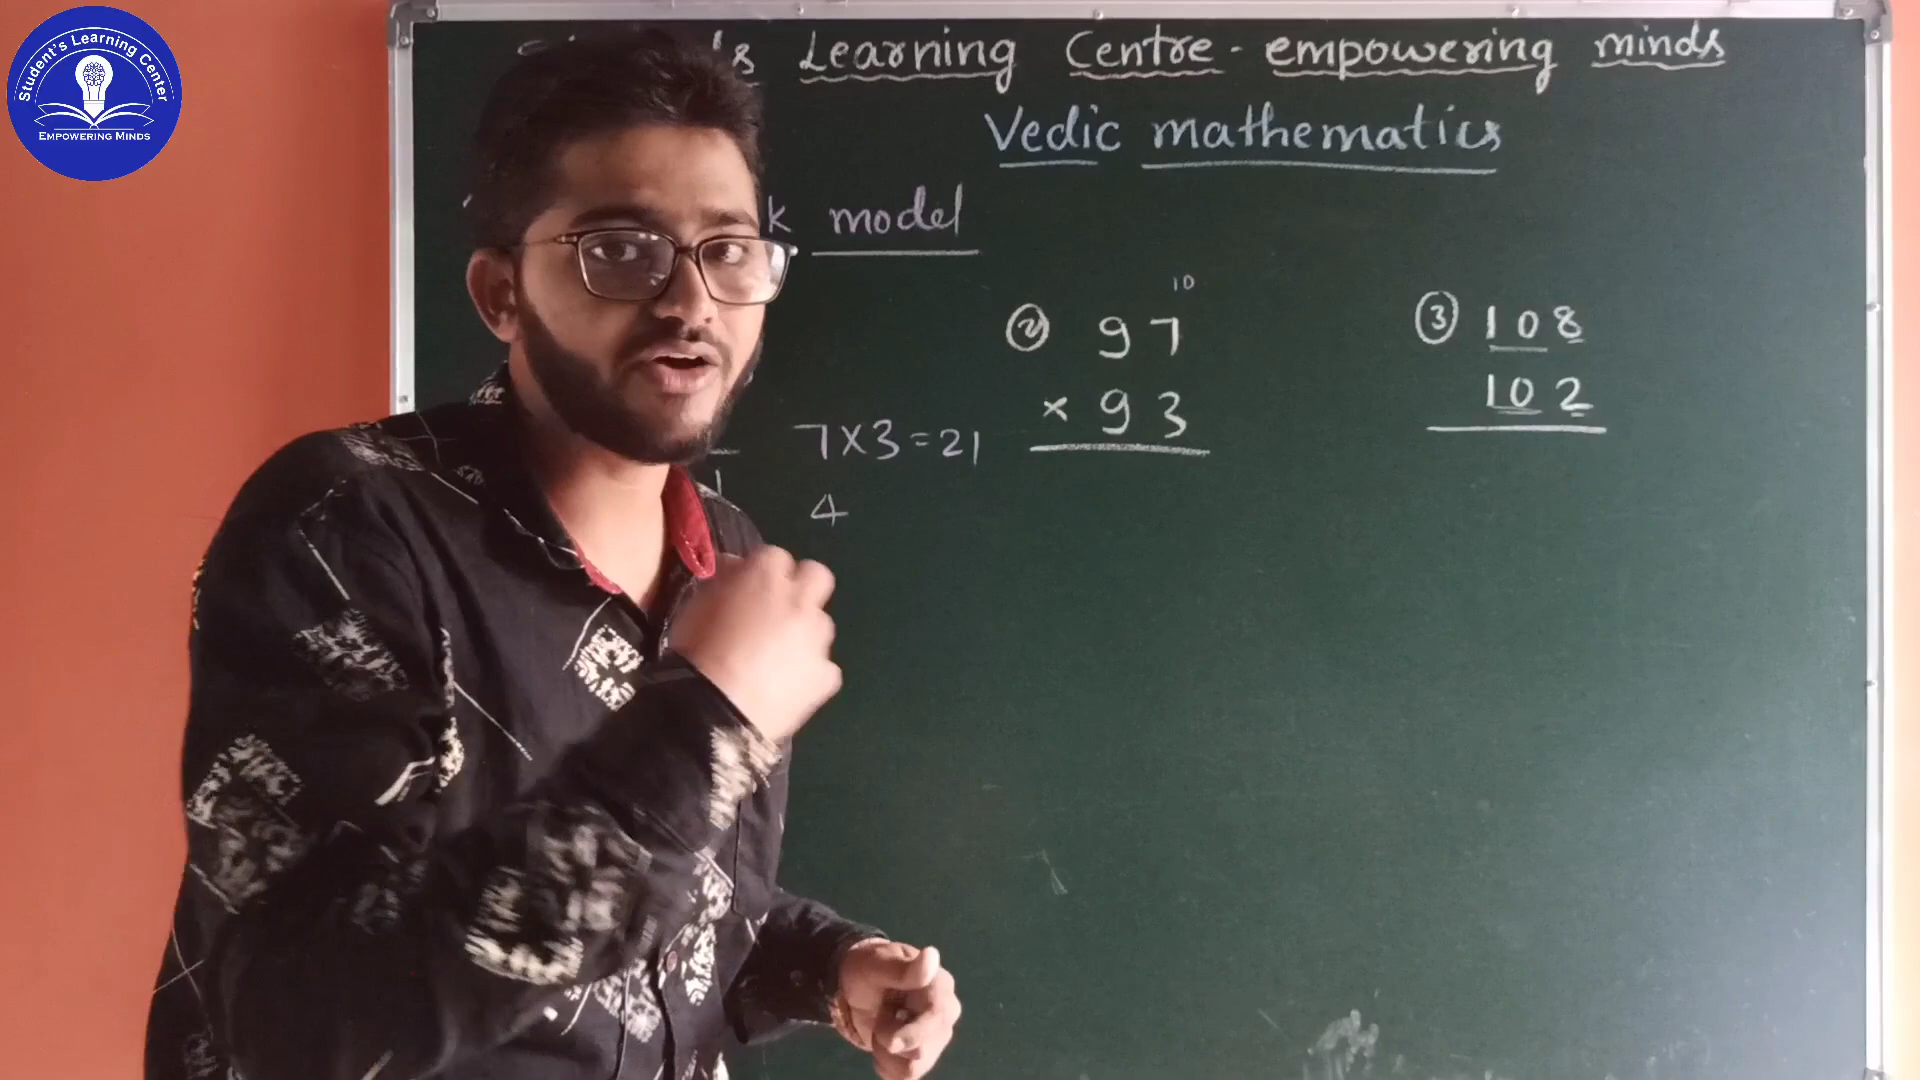 Student's Learning Center
EMPOWERING MINDS
Learning Centre - empowering minds
Vedic mathematics
model
7×3=21
4
② 97
10
× 93
③ 108
102